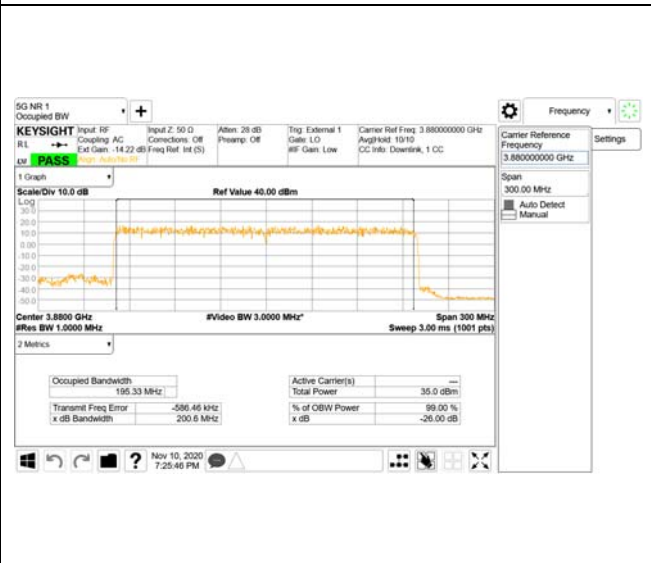 5G NR 1
Occupied BW
Frequency
KEYSIGHT
Input: RF
Coupling: AC
Ext Gain: -14.22 dB
Align: Auto/No RF
Input Z: 50 Ω
Corrections: Off
Freq Ref: Int (S)
Atten: 28 dB
Preamp: Off
Trig: External 1
Gate: LO
#IF Gain: Low
Carrier Ref Freq: 3.880000000 GHz
Avg|Hold: 10/10
CC Info: Downlink, 1 CC
RL
PASS
Carrier Reference
Frequency
3.880000000 GHz
Settings
Span
300.00 MHz
Auto Detect
Manual
1 Graph
Scale/Div 10.0 dB
Ref Value 40.00 dBm
Log
30.0
20.0
10.0
0.00
-10.0
-20.0
-30.0
-40.0
-50.0
Center 3.8800 GHz
#Video BW 3.0000 MHz*
Span 300 MHz
#Res BW 1.0000 MHz
Sweep 3.00 ms (1001 pts)
2 Metrics
Occupied Bandwidth
195.33 MHz
Active Carrier(s) ---
Total Power 35.0 dBm
Transmit Freq Error -586.46 kHz
x dB Bandwidth 200.6 MHz
% of OBW Power 99.00 %
x dB -26.00 dB
?
Nov 10, 2020
7:25:46 PM